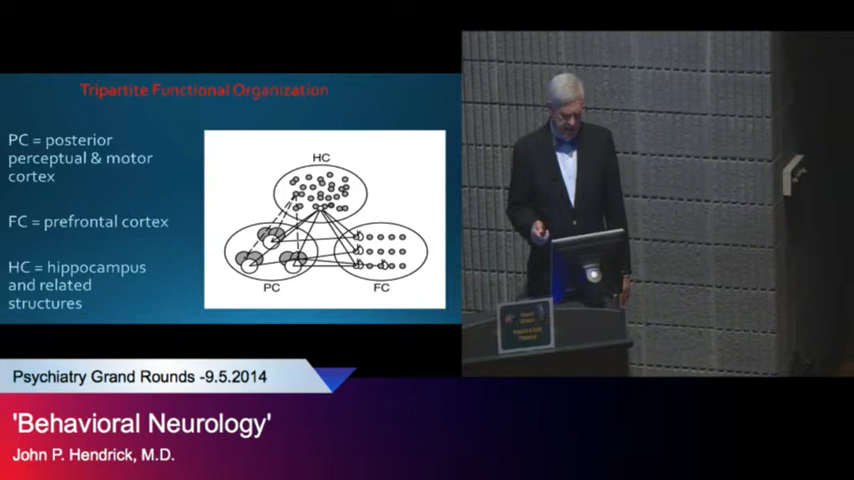 Tripartite Functional Organization
PC = posterior
perceptual & motor
cortex
FC = prefrontal cortex
HC = hippocampus
and related
structures
HC
PC
FC
Psychiatry Grand Rounds -9.5.2014
'Behavioral Neurology'
John P. Hendrick, M.D.